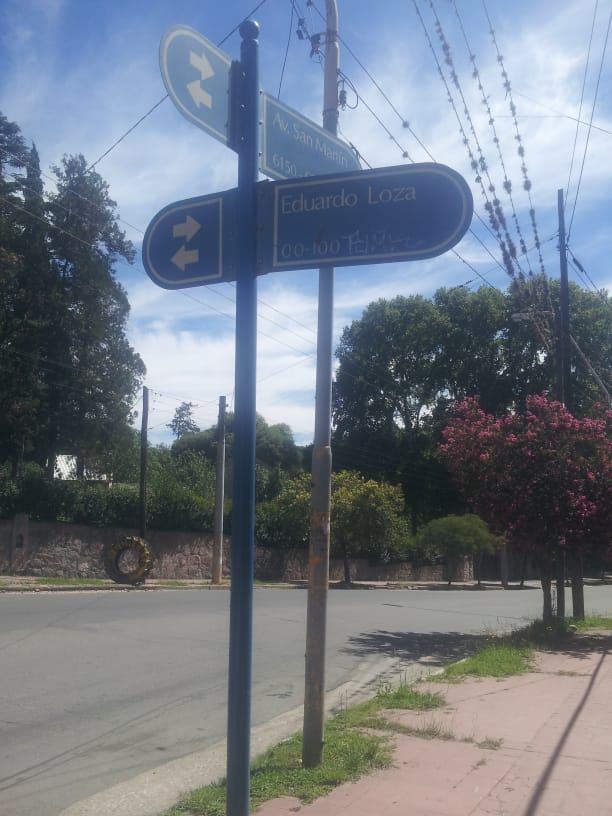 Av. San Martín
6150 -
Eduardo Loza
00-100